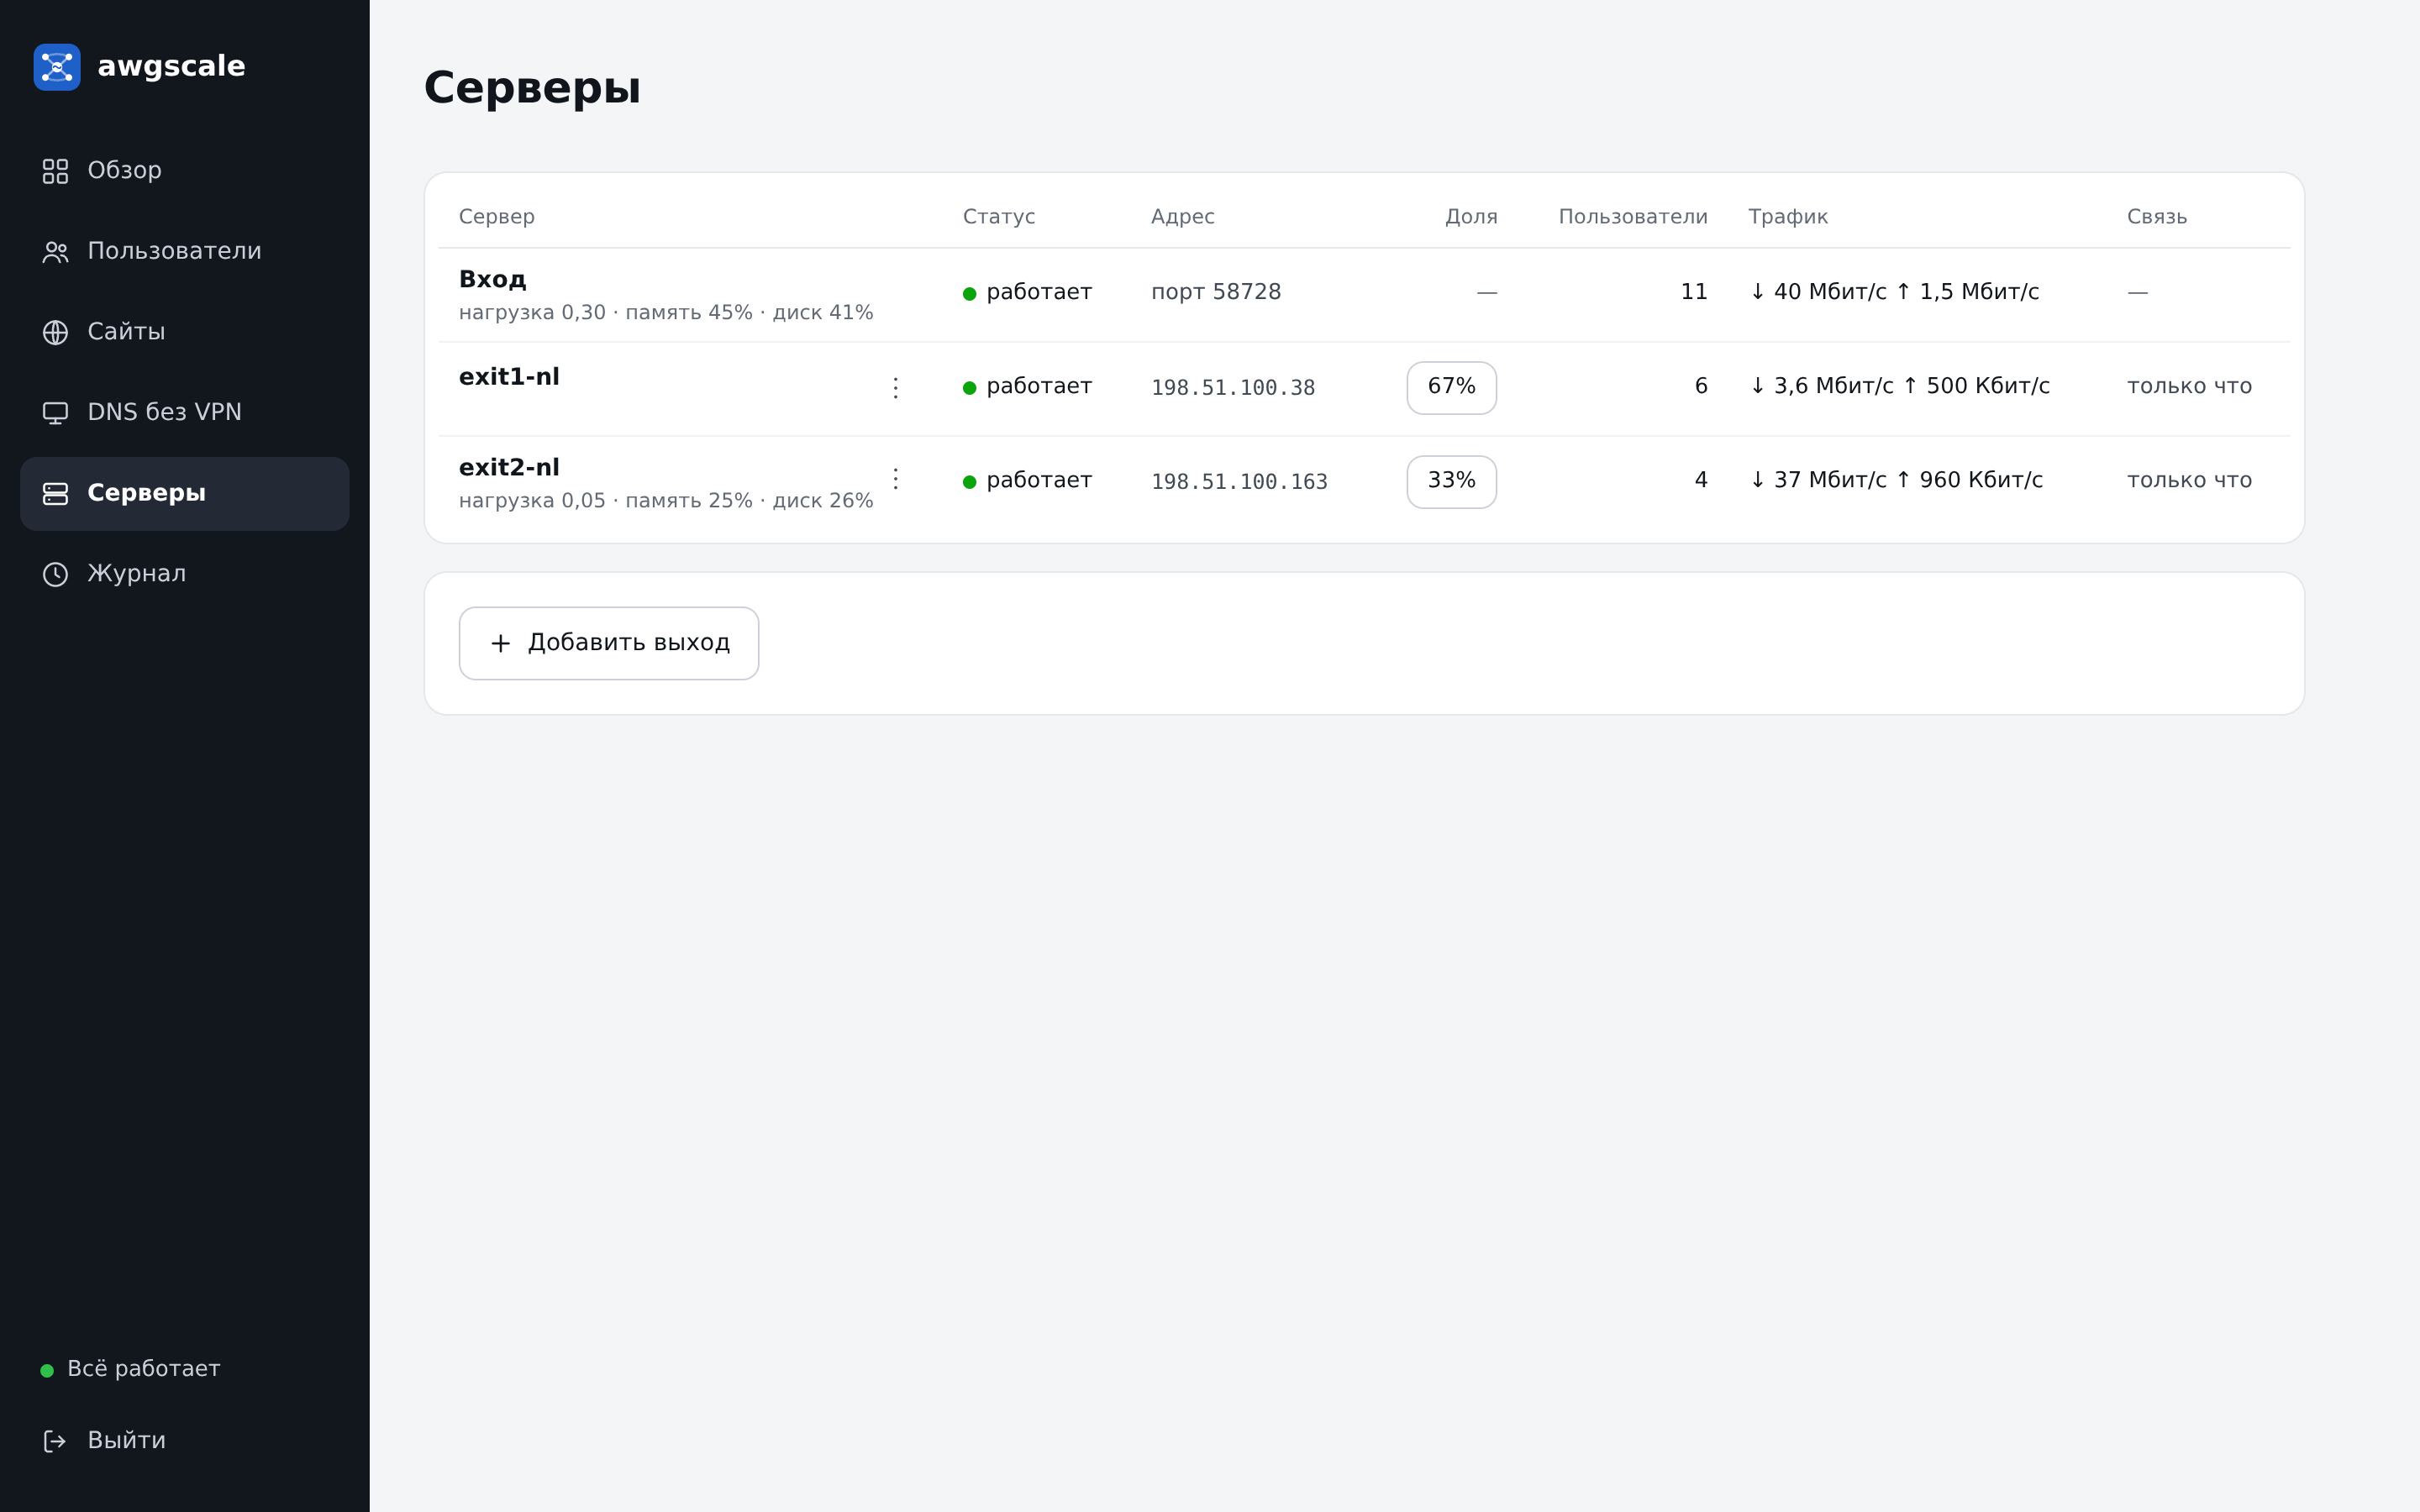 awgscale
Обзор
Пользователи
Сайты
DNS без VPN
Серверы
Журнал
Всё работает
Выйти
Серверы
Сервер Статус Адрес Доля Пользователи Трафик Связь
Вход работает порт 58728 — 11 ↓ 40 Мбит/с ↑ 1,5 Мбит/с —
нагрузка 0,30 · память 45% · диск 41%
exit1-nl работает 198.51.100.38 67% 6 ↓ 3,6 Мбит/с ↑ 500 Кбит/с только что
exit2-nl работает 198.51.100.163 33% 4 ↓ 37 Мбит/с ↑ 960 Кбит/с только что
нагрузка 0,05 · память 25% · диск 26%
Добавить выход